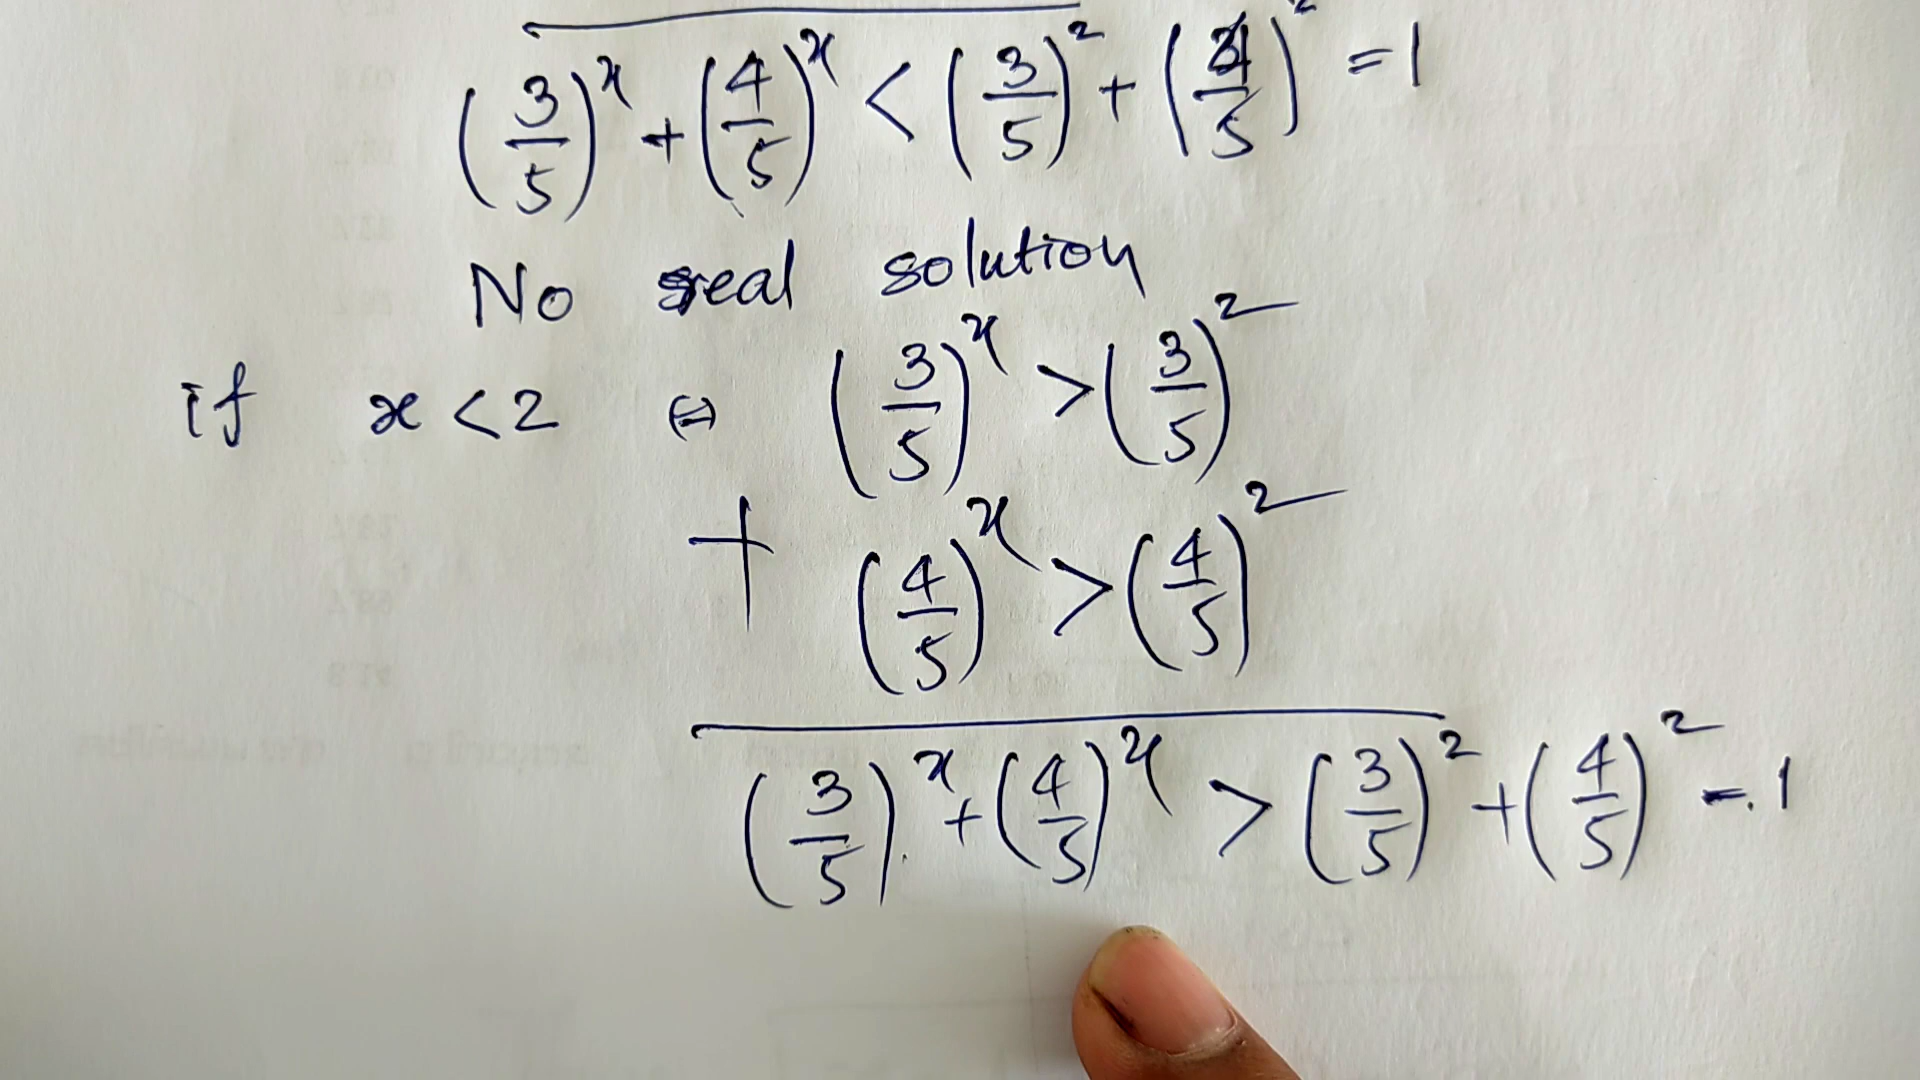 (3/5)^x + (4/5)^x < (3/5)^2 + (4/5)^2 = 1
No real solution
if x < 2 ⇔ (3/5)^x > (3/5)^2
+ (4/5)^x > (4/5)^2
(3/5)^x + (4/5)^x > (3/5)^2 + (4/5)^2 = 1